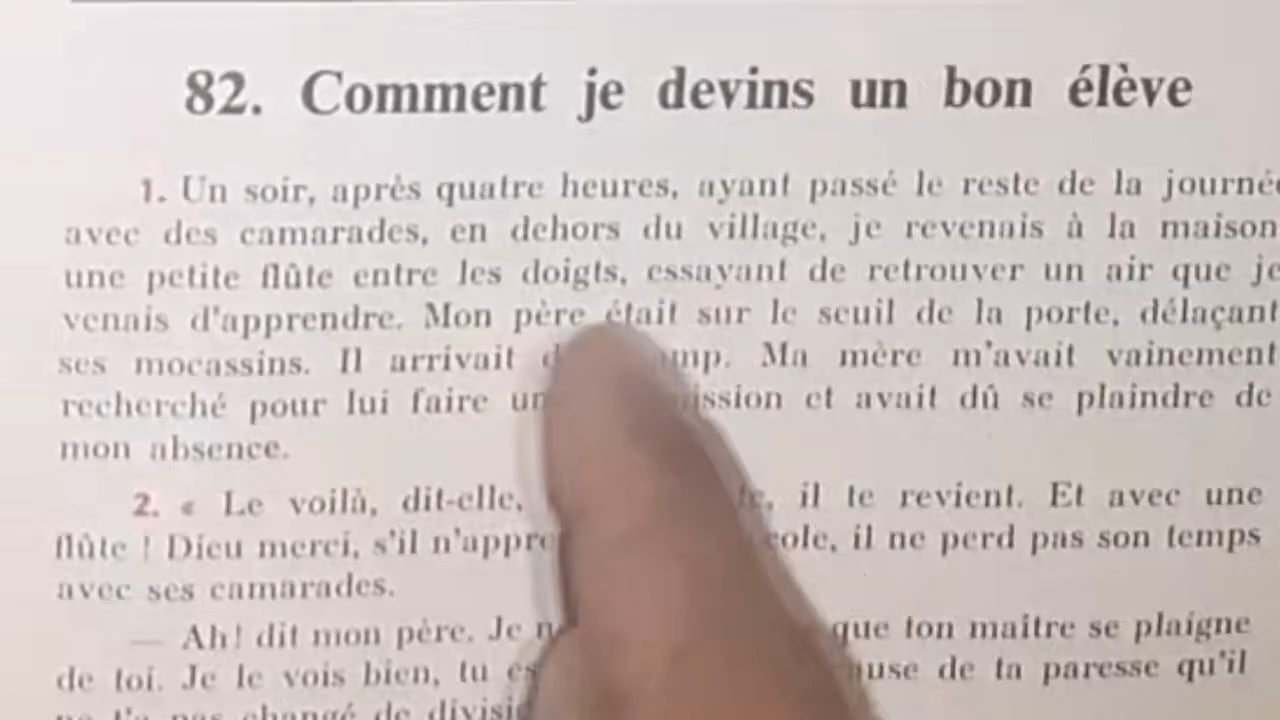 82. Comment je devins un bon élève
1. Un soir, après quatre heures, ayant passé le reste de la journée
avec des camarades, en dehors du village, je revenais à la maison
une petite flûte entre les doigts, essayant de retrouver un air que je
venais d'apprendre. Mon père était sur le seuil de la porte, délaçant
ses mocassins. Il arrivait Ma mère m'avait vainement
recherché pour lui faire et avait dû se plaindre de
mon absence.
2. « Le voilà, dit-elle, il te revient. Et avec une
flûte ! Dieu merci, s'il il ne perd pas son temps
avec ses camarades.
— Ah! dit mon père. Je que ton maître se plaigne
de toi. Je le vois bien, tu de ta paresse qu'il
ne t'a pas changé de